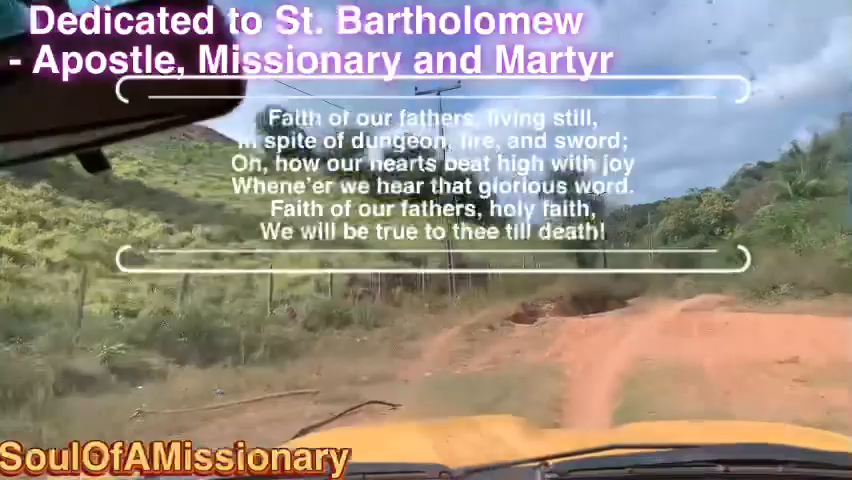 Dedicated to St. Bartholomew
- Apostle, Missionary and Martyr
Faith of our fathers, living still,
In spite of dungeon, fire, and sword;
Oh, how our hearts beat high with joy
Whene'er we hear that glorious word.
Faith of our fathers, holy faith,
We will be true to thee till death!
SoulOfAMissionary